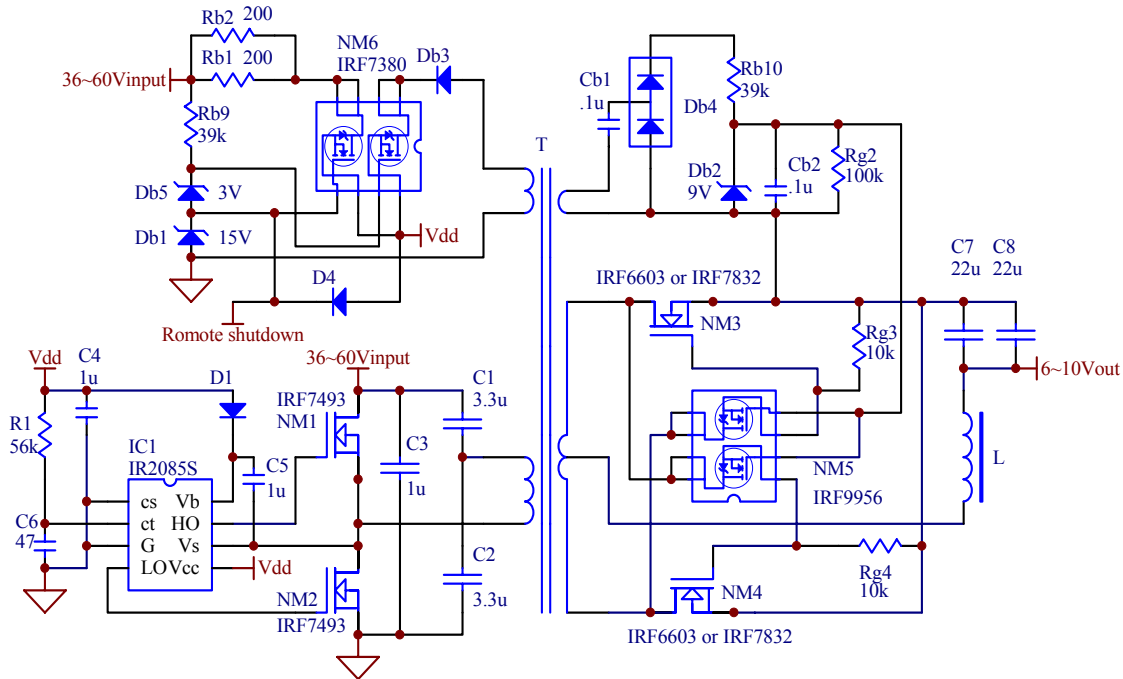 Rb2 200
NM6
IRF7380
Db3
36~60Vinput
Rb1 200
Rb9
39k
Db5 3V
Db1 15V
Vdd
D4
Romote shutdown
T
Cb1
.1u
Db4
Rb10
39k
Db2
9V
Cb2
.1u
Rg2
100k
C7
22u
C8
22u
IRF6603 or IRF7832
NM3
Rg3
10k
6~10Vout
L
NM5
IRF9956
NM4
Rg4
10k
IRF6603 or IRF7832
Vdd
C4
1u
D1
R1
56k
IC1
IR2085S
C5
1u
cs Vb
ct HO
G Vs
LO Vcc
C6
47
Vdd
36~60Vinput
IRF7493
NM1
C3
1u
C1
3.3u
C2
3.3u
NM2
IRF7493